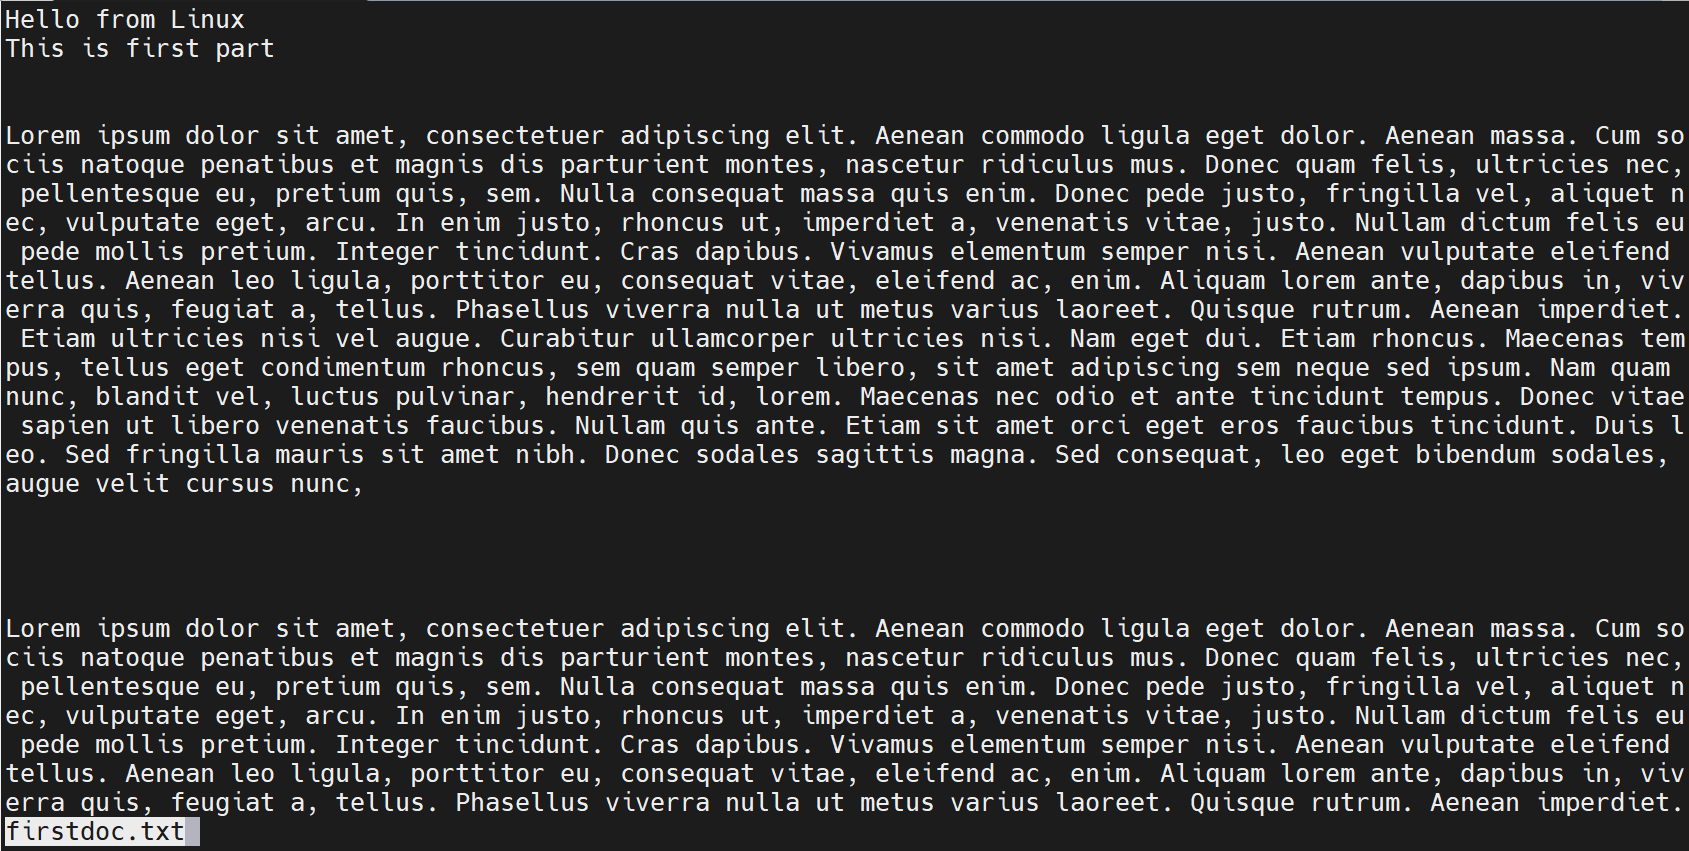 Hello from Linux
This is first part
Lorem ipsum dolor sit amet, consectetuer adipiscing elit. Aenean commodo ligula eget dolor. Aenean massa. Cum so
ciis natoque penatibus et magnis dis parturient montes, nascetur ridiculus mus. Donec quam felis, ultricies nec,
 pellentesque eu, pretium quis, sem. Nulla consequat massa quis enim. Donec pede justo, fringilla vel, aliquet n
ec, vulputate eget, arcu. In enim justo, rhoncus ut, imperdiet a, venenatis vitae, justo. Nullam dictum felis eu
 pede mollis pretium. Integer tincidunt. Cras dapibus. Vivamus elementum semper nisi. Aenean vulputate eleifend
tellus. Aenean leo ligula, porttitor eu, consequat vitae, eleifend ac, enim. Aliquam lorem ante, dapibus in, viv
erra quis, feugiat a, tellus. Phasellus viverra nulla ut metus varius laoreet. Quisque rutrum. Aenean imperdiet.
 Etiam ultricies nisi vel augue. Curabitur ullamcorper ultricies nisi. Nam eget dui. Etiam rhoncus. Maecenas tem
pus, tellus eget condimentum rhoncus, sem quam semper libero, sit amet adipiscing sem neque sed ipsum. Nam quam
nunc, blandit vel, luctus pulvinar, hendrerit id, lorem. Maecenas nec odio et ante tincidunt tempus. Donec vitae
 sapien ut libero venenatis faucibus. Nullam quis ante. Etiam sit amet orci eget eros faucibus tincidunt. Duis l
eo. Sed fringilla mauris sit amet nibh. Donec sodales sagittis magna. Sed consequat, leo eget bibendum sodales,
augue velit cursus nunc,
Lorem ipsum dolor sit amet, consectetuer adipiscing elit. Aenean commodo ligula eget dolor. Aenean massa. Cum so
ciis natoque penatibus et magnis dis parturient montes, nascetur ridiculus mus. Donec quam felis, ultricies nec,
 pellentesque eu, pretium quis, sem. Nulla consequat massa quis enim. Donec pede justo, fringilla vel, aliquet n
ec, vulputate eget, arcu. In enim justo, rhoncus ut, imperdiet a, venenatis vitae, justo. Nullam dictum felis eu
 pede mollis pretium. Integer tincidunt. Cras dapibus. Vivamus elementum semper nisi. Aenean vulputate eleifend
tellus. Aenean leo ligula, porttitor eu, consequat vitae, eleifend ac, enim. Aliquam lorem ante, dapibus in, viv
erra quis, feugiat a, tellus. Phasellus viverra nulla ut metus varius laoreet. Quisque rutrum. Aenean imperdiet.
firstdoc.txt